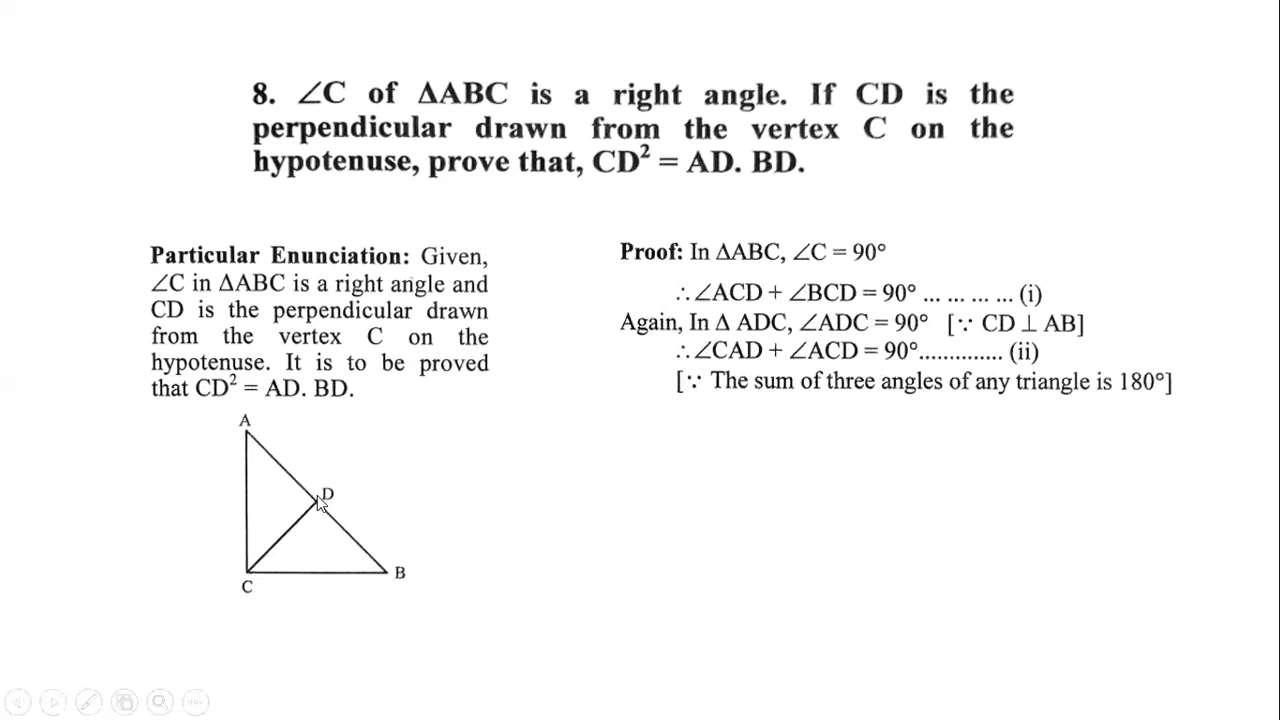 8. ∠C of ΔABC is a right angle. If CD is the
perpendicular drawn from the vertex C on the
hypotenuse, prove that, CD² = AD. BD.
Particular Enunciation: Given,
∠C in ΔABC is a right angle and
CD is the perpendicular drawn
from the vertex C on the
hypotenuse. It is to be proved
that CD² = AD. BD.
A
D
B
C
Proof: In ΔABC, ∠C = 90°
∴ ∠ACD + ∠BCD = 90° ... ... ... ... (i)
Again, In Δ ADC, ∠ADC = 90° [∵ CD ⊥ AB]
∴ ∠CAD + ∠ACD = 90°.............. (ii)
[∵ The sum of three angles of any triangle is 180°]